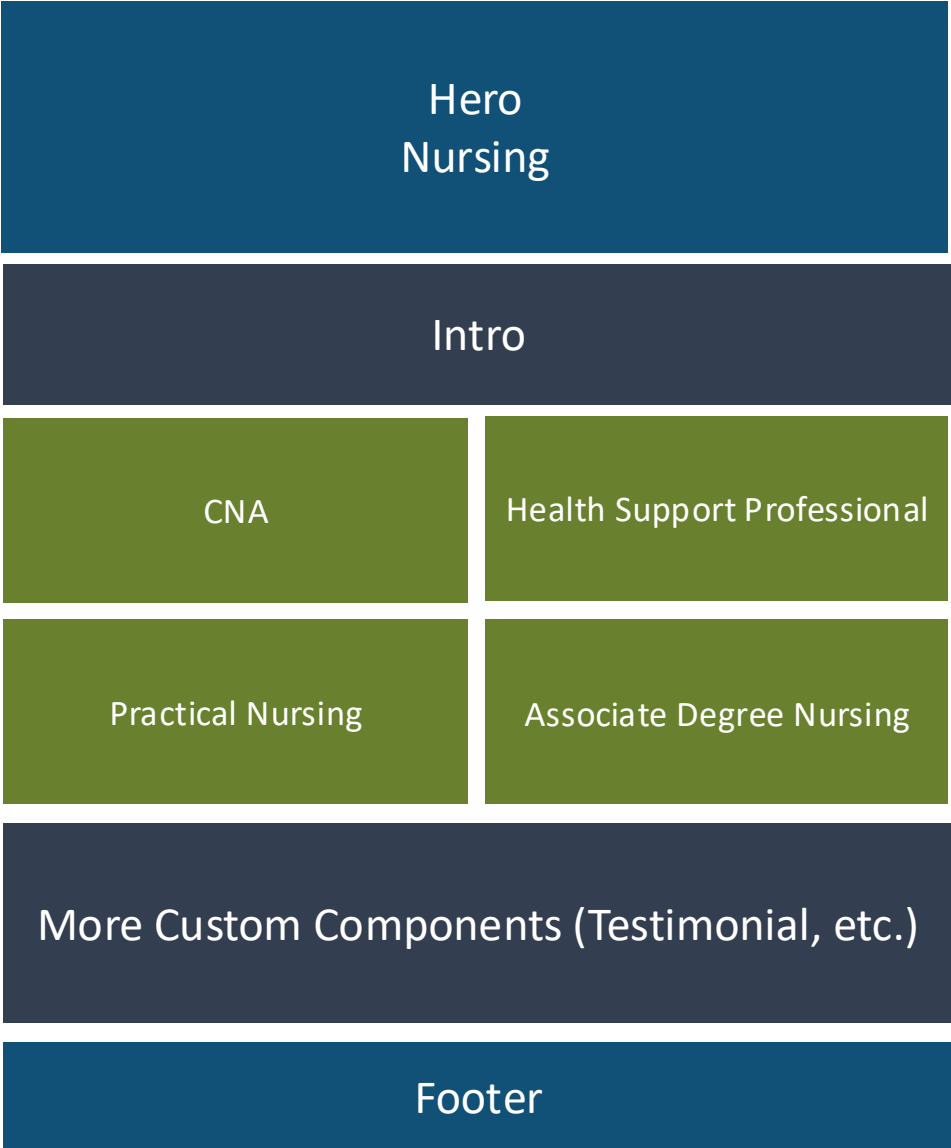 Hero
Nursing
Intro
CNA
Health Support Professional
Practical Nursing
Associate Degree Nursing
More Custom Components (Testimonial, etc.)
Footer